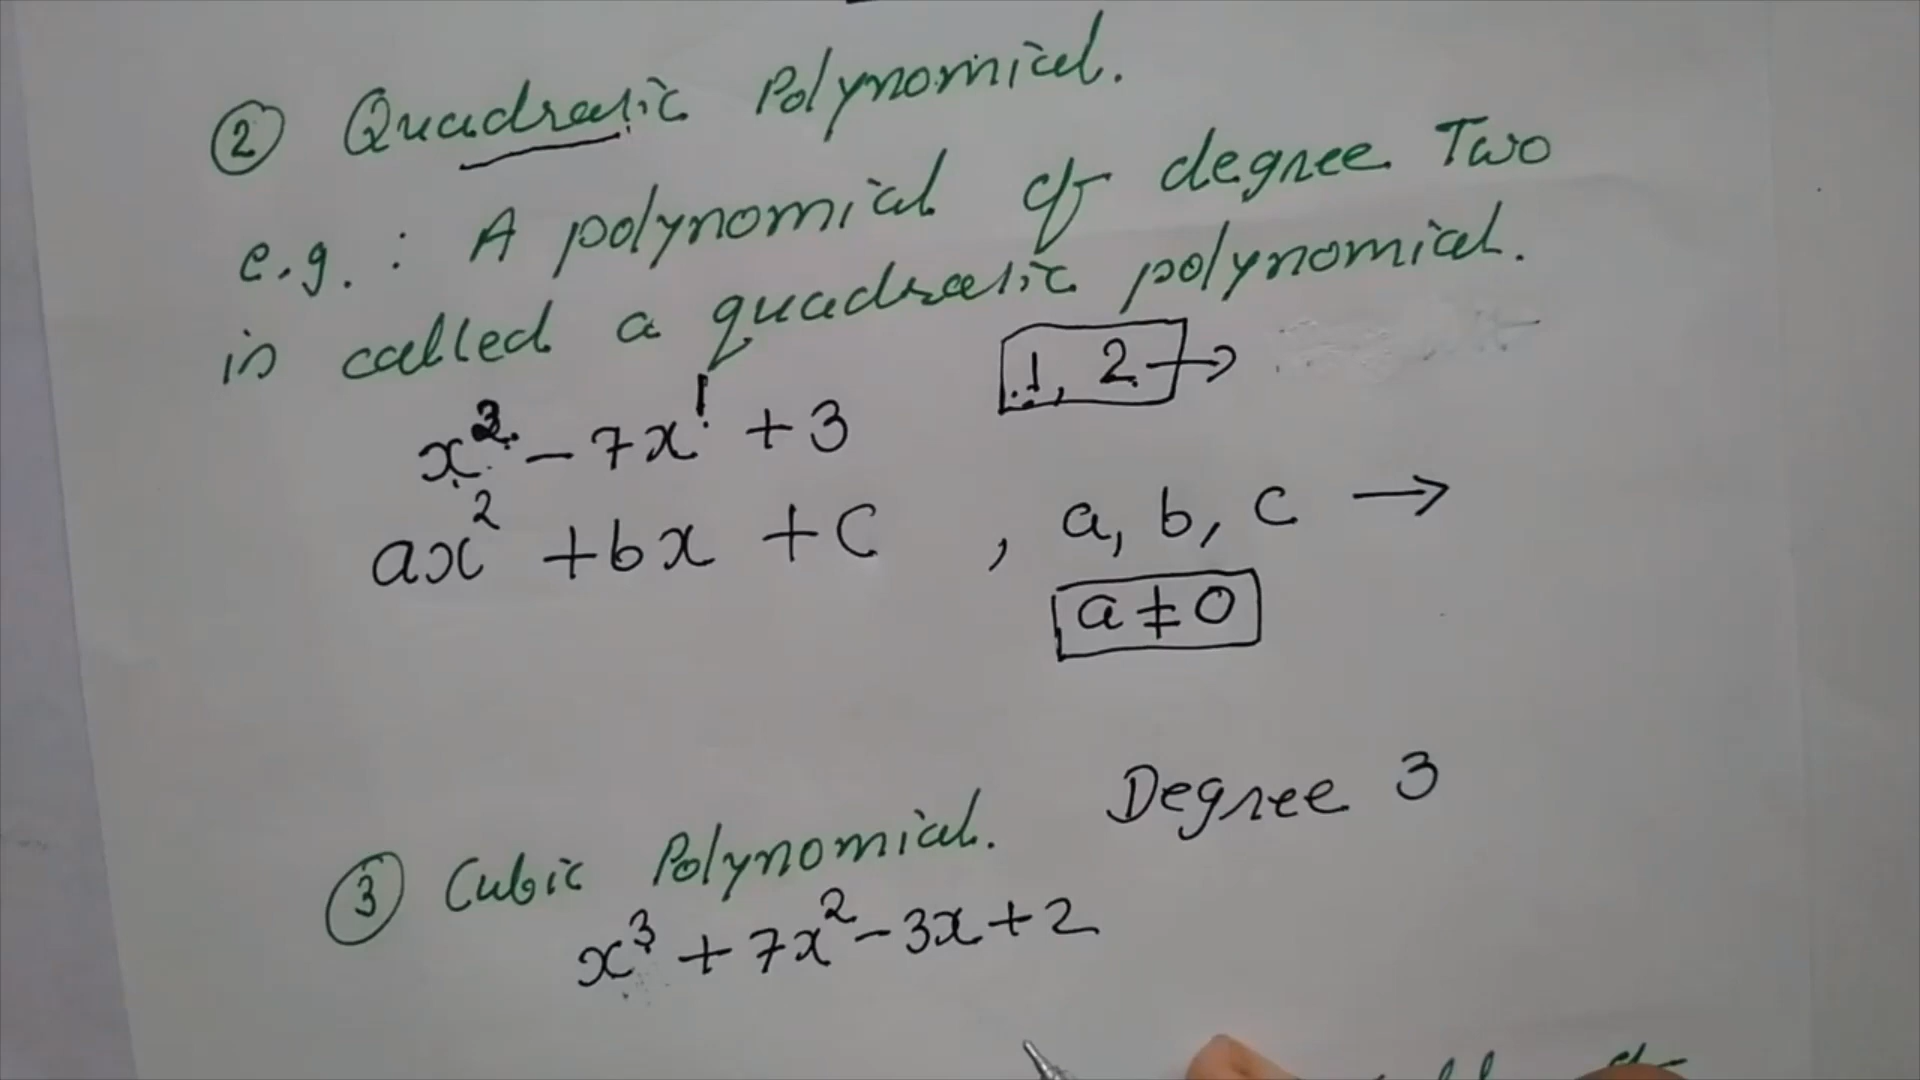 ② Quadratic Polynomial.
e.g. : A polynomial of degree Two
is called a quadratic polynomial.
1, 2 →
x² - 7x¹ + 3
ax² + bx + c , a, b, c →
a ≠ 0
③ Cubic Polynomial. Degree 3
x³ + 7x² - 3x + 2